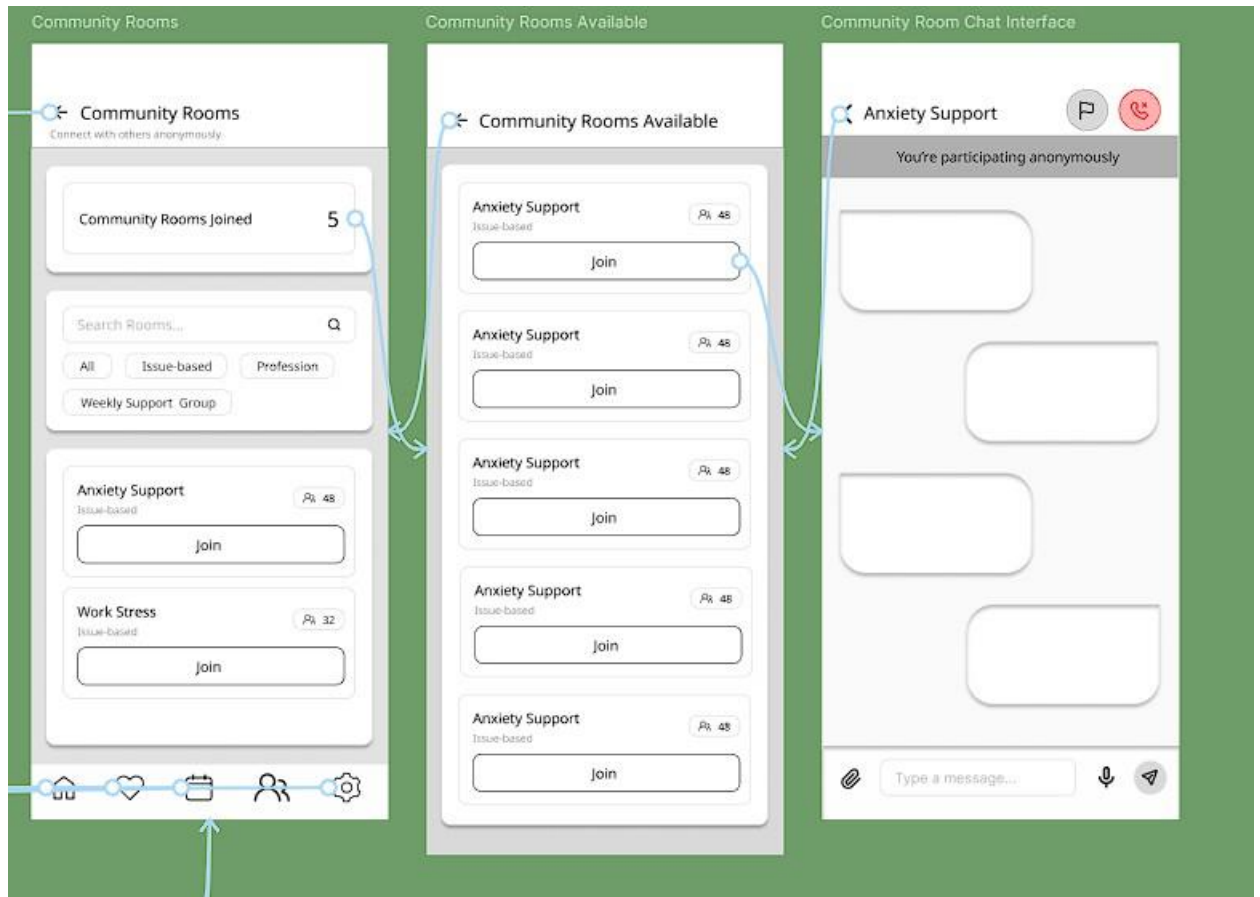 Community Rooms
Community Rooms
Connect with others anonymously
Community Rooms Joined
5
Search Rooms...
All
Issue-based
Profession
Weekly Support Group
Anxiety Support
48
Issue-based
Join
Work Stress
32
Issue-based
Join
Community Rooms Available
Community Rooms Available
Anxiety Support
48
Issue-based
Join
Anxiety Support
48
Issue-based
Join
Anxiety Support
48
Issue-based
Join
Anxiety Support
48
Issue-based
Join
Anxiety Support
48
Issue-based
Join
Community Room Chat Interface
Anxiety Support
You're participating anonymously
Type a message...